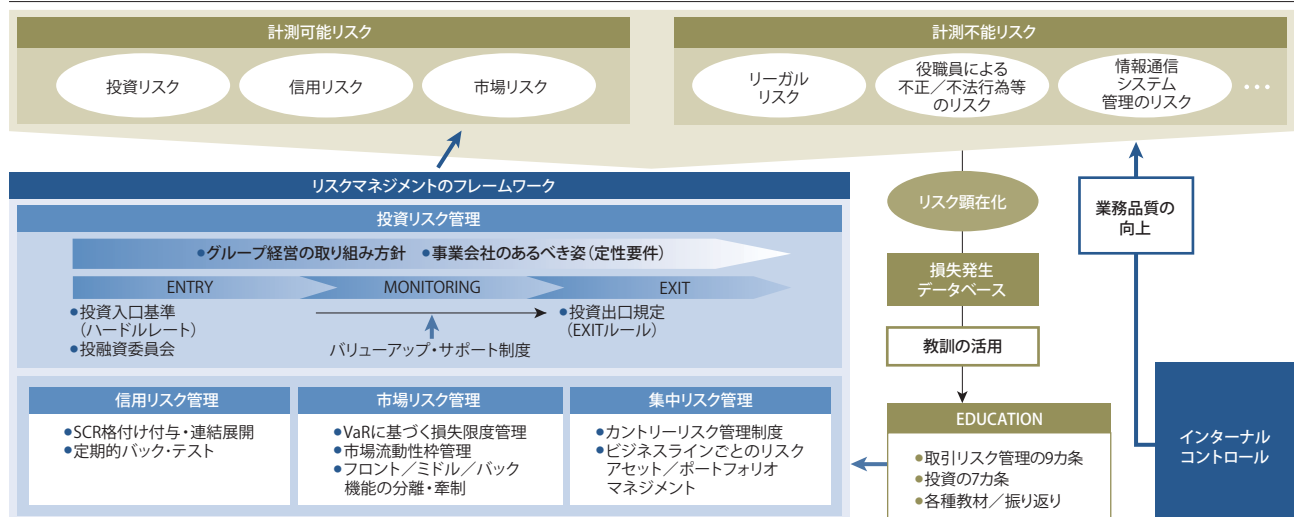 計測可能リスク
投資リスク
信用リスク
市場リスク
計測不能リスク
リーガル
リスク
役職員による
不正／不法行為等
のリスク
情報通信
システム
管理のリスク
…
リスクマネジメントのフレームワーク
投資リスク管理
●グループ経営の取り組み方針 ●事業会社のあるべき姿（定性要件）
ENTRY
MONITORING
EXIT
●投資入口基準
（ハードルレート）
●投融資委員会
バリューアップ・サポート制度
●投資出口規定
（EXITルール）
信用リスク管理
●SCR格付け付与・連結展開
●定期的バック・テスト
市場リスク管理
●VaRに基づく損失限度管理
●市場流動性枠管理
●フロント／ミドル／バック
機能の分離・牽制
集中リスク管理
●カントリーリスク管理制度
●ビジネスラインごとのリスク
アセット／ポートフォリオ
マネジメント
リスク顕在化
損失発生
データベース
教訓の活用
EDUCATION
●取引リスク管理の9カ条
●投資の7カ条
●各種教材／振り返り
業務品質の
向上
インターナル
コントロール